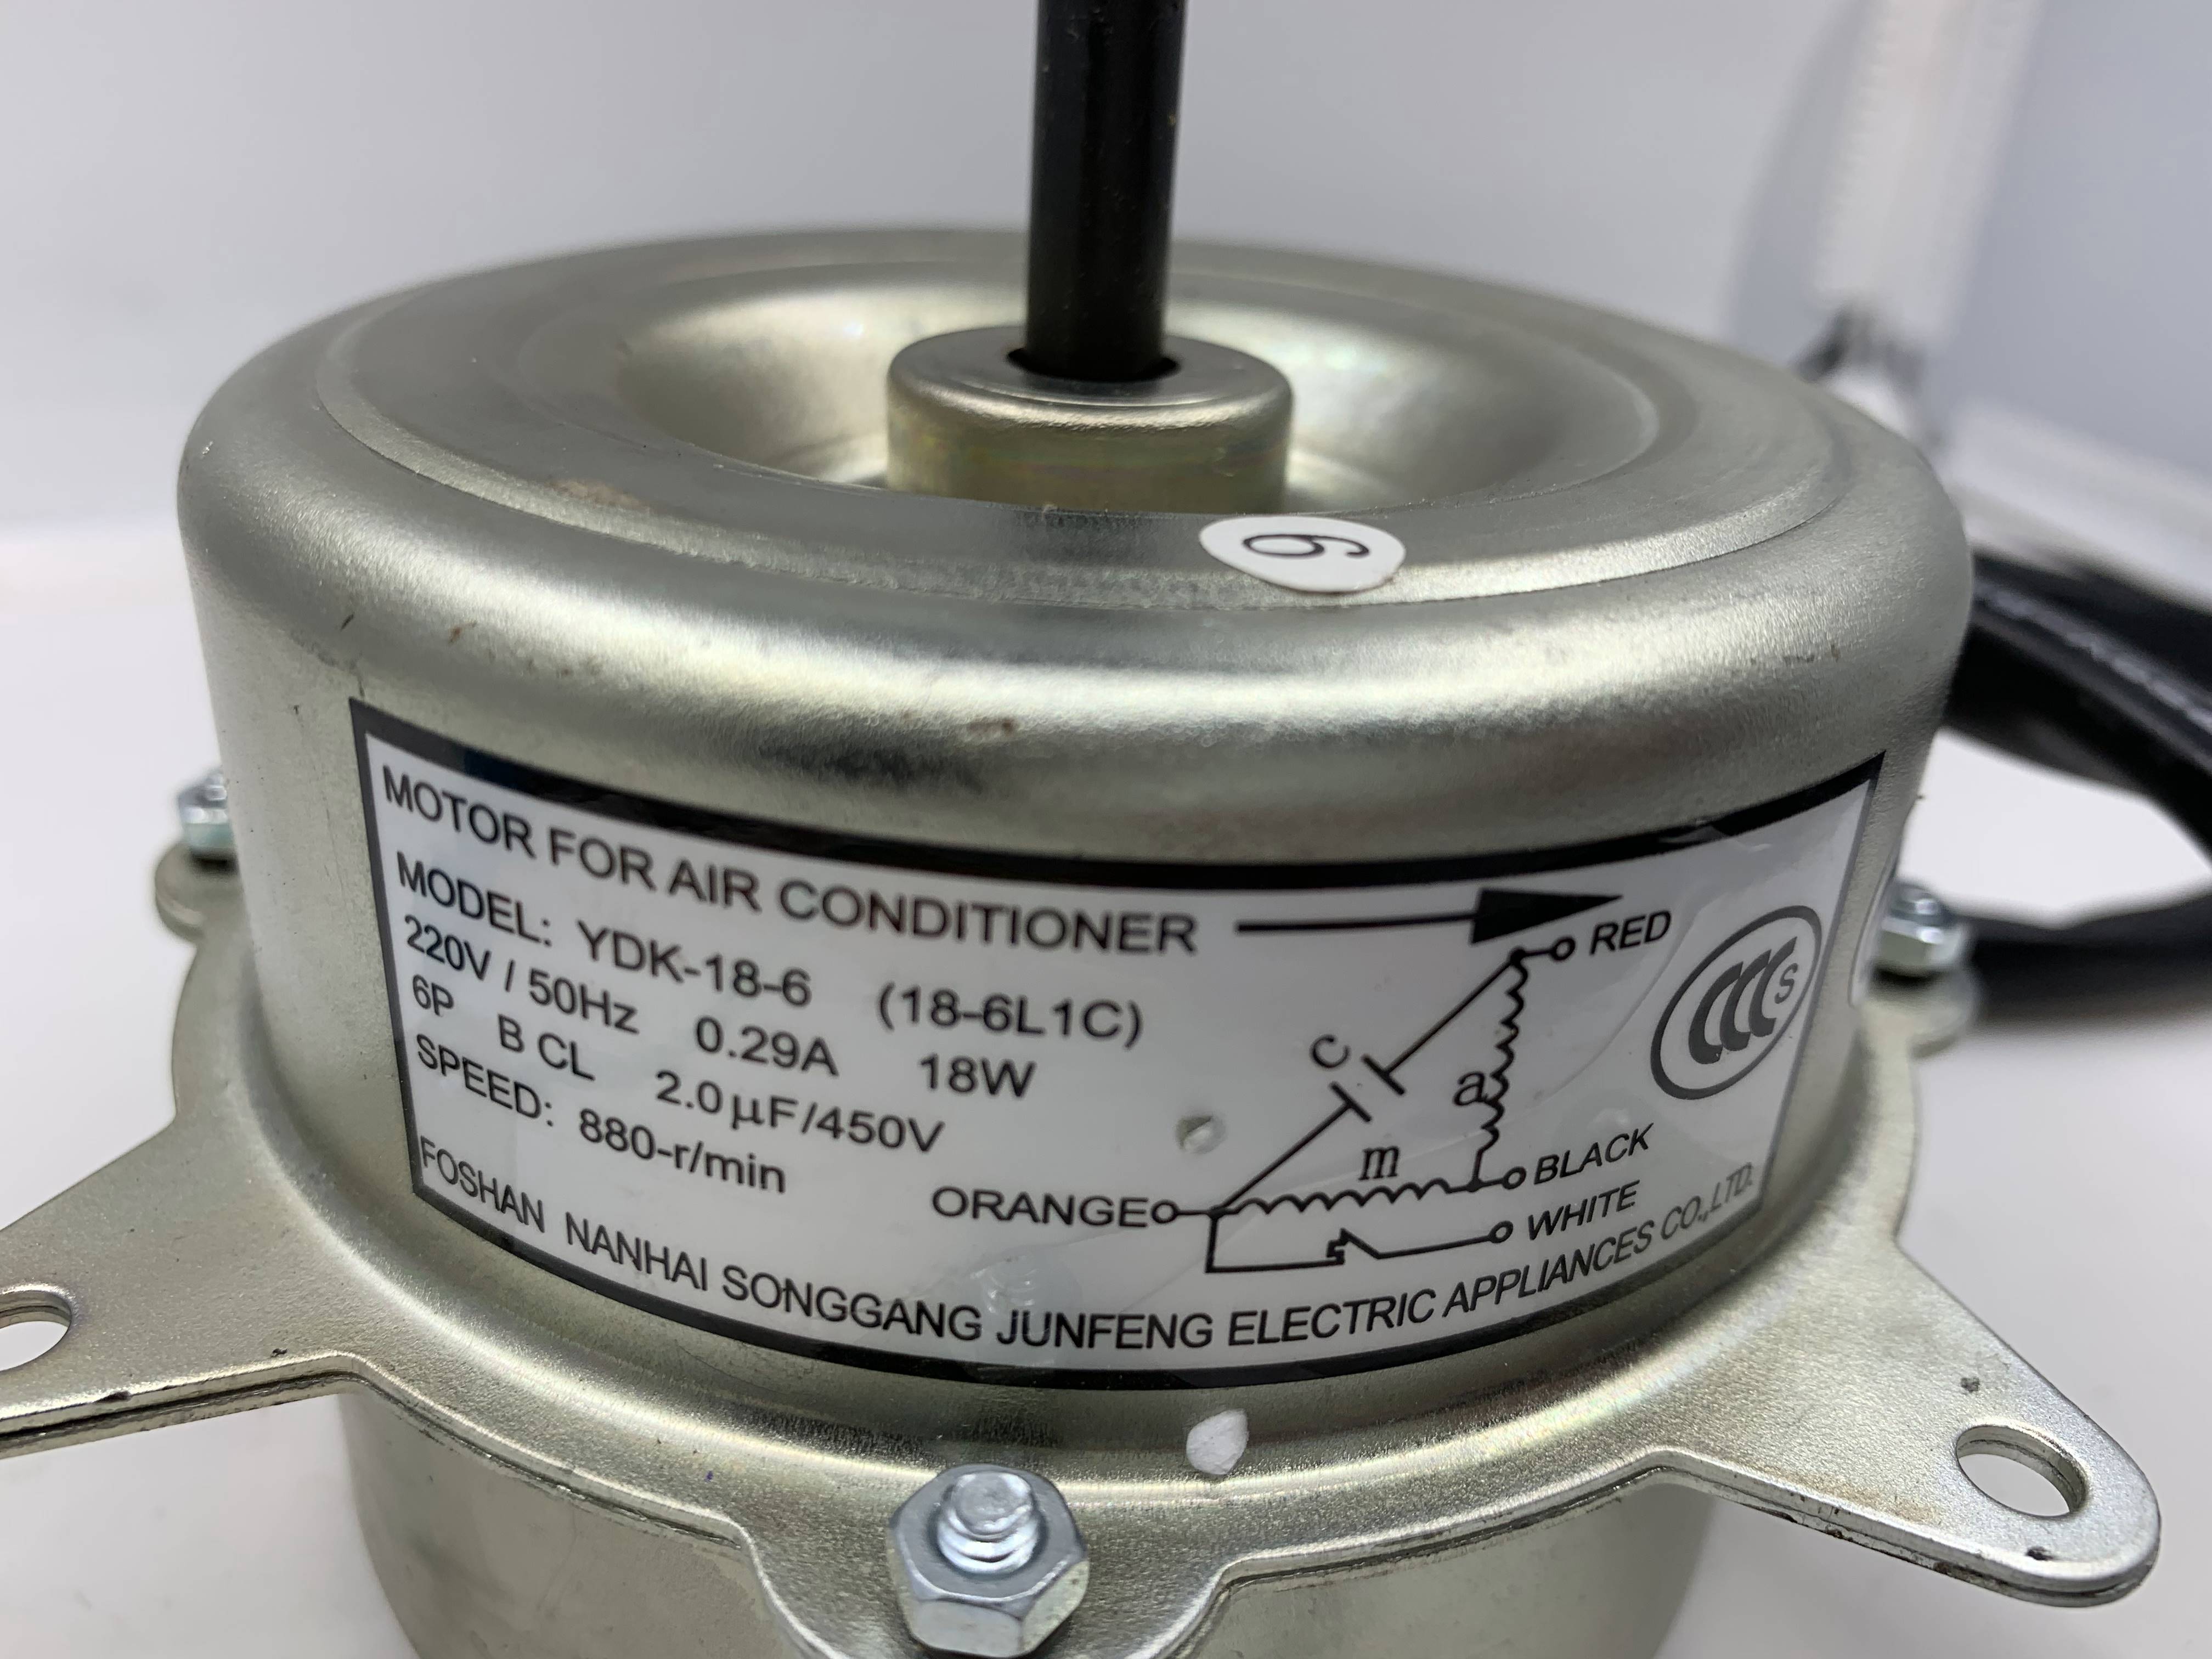 6
MOTOR FOR AIR CONDITIONER
MODEL: YDK-18-6 (18-6L1C)
220V / 50Hz 0.29A 18W
6P B CL 2.0μF/450V
SPEED: 880-r/min
RED
C
a
m
BLACK
ORANGE
WHITE
CCC S
FOSHAN NANHAI SONGGANG JUNFENG ELECTRIC APPLIANCES CO.,LTD.